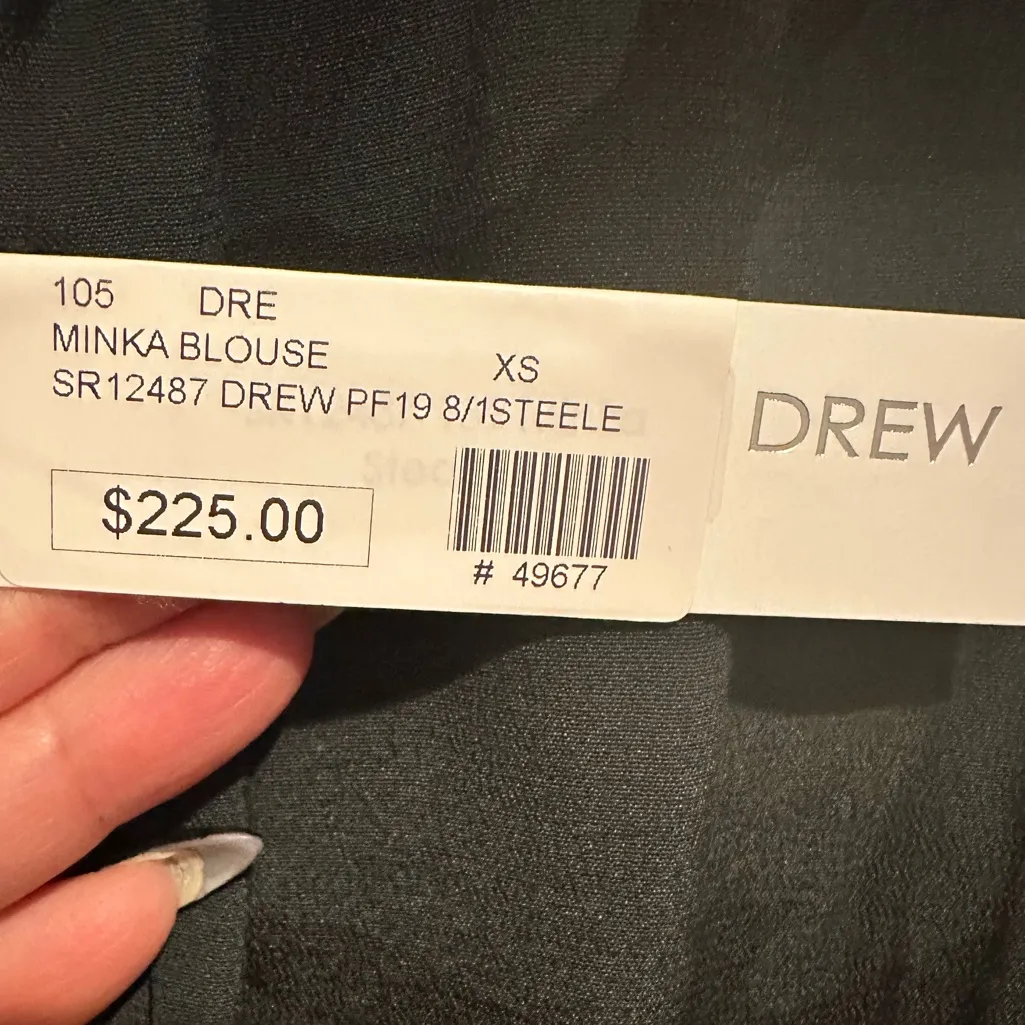 105 DRE
MINKA BLOUSE XS
SR12487 DREW PF19 8/1STEELE
$225.00
# 49677
DREW